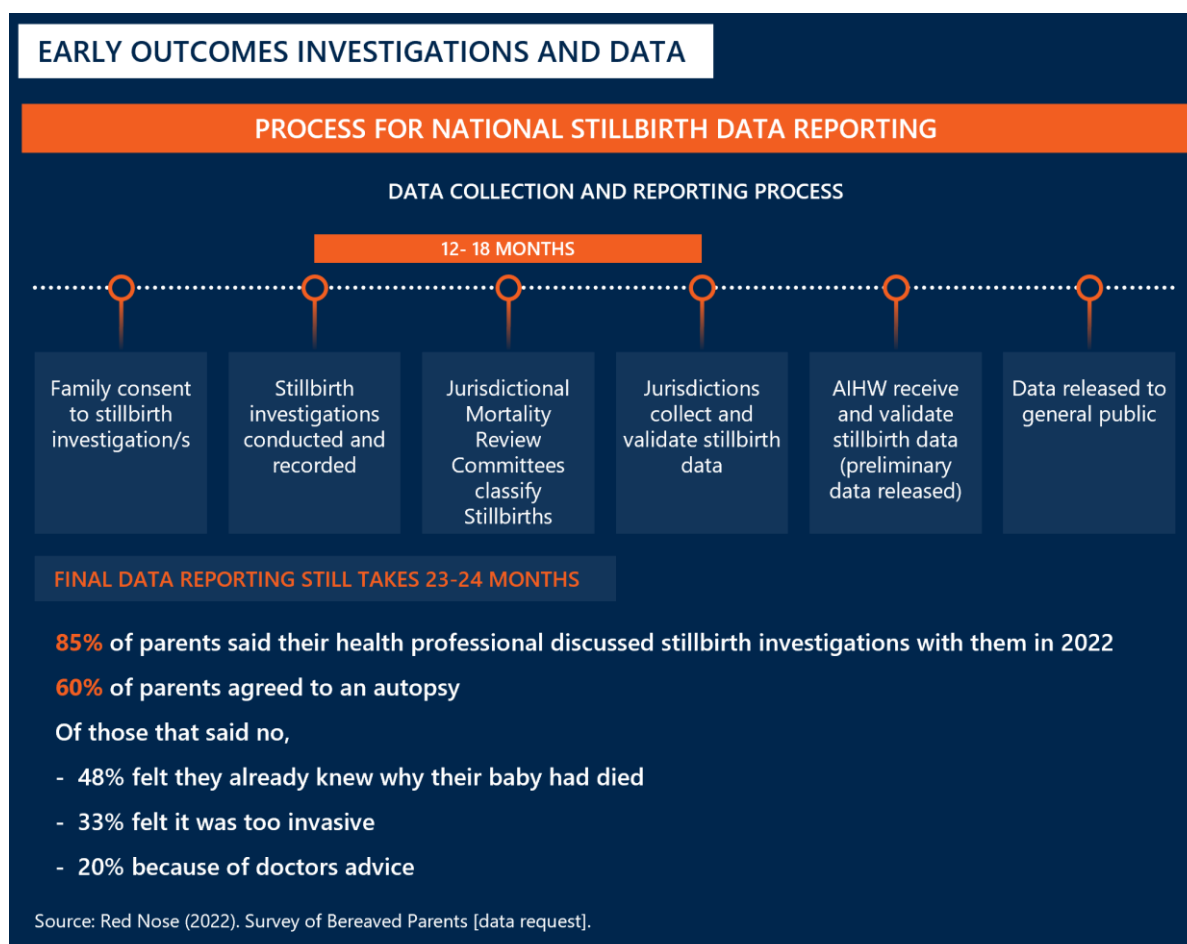 EARLY OUTCOMES INVESTIGATIONS AND DATA
PROCESS FOR NATIONAL STILLBIRTH DATA REPORTING
DATA COLLECTION AND REPORTING PROCESS
12- 18 MONTHS
Family consent
to stillbirth
investigation/s
Stillbirth
investigations
conducted and
recorded
Jurisdictional
Mortality
Review
Committees
classify
Stillbirths
Jurisdictions
collect and
validate stillbirth
data
AIHW receive
and validate
stillbirth data
(preliminary
data released)
Data released to
general public
FINAL DATA REPORTING STILL TAKES 23-24 MONTHS
85% of parents said their health professional discussed stillbirth investigations with them in 2022
60% of parents agreed to an autopsy
Of those that said no,
- 48% felt they already knew why their baby had died
- 33% felt it was too invasive
- 20% because of doctors advice
Source: Red Nose (2022). Survey of Bereaved Parents [data request].